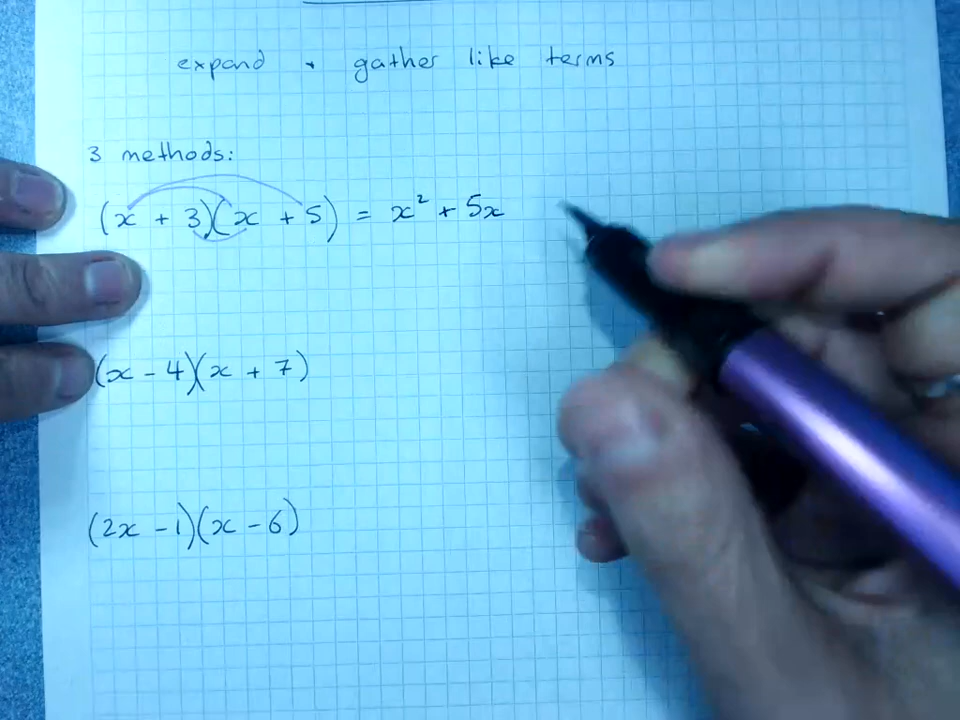 expand + gather like terms
3 methods:
(x + 3)(x + 5) = x² + 5x
(x - 4)(x + 7)
(2x - 1)(x - 6)